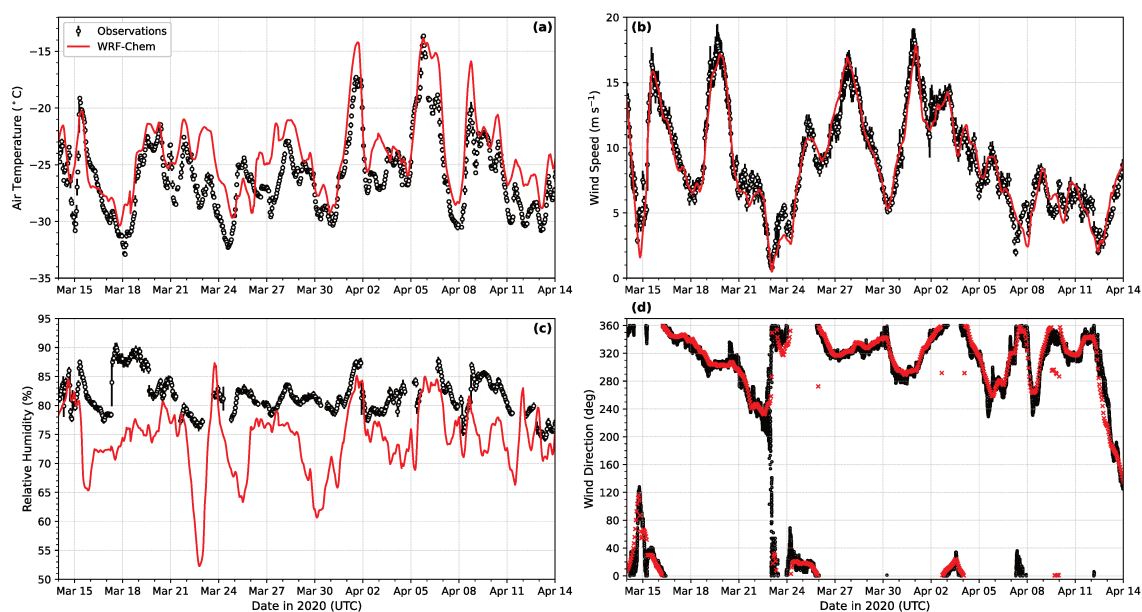 (a)
Observations
WRF-Chem
Air Temperature (°C)
−15
−20
−25
−30
−35
Mar 15 Mar 18 Mar 21 Mar 24 Mar 27 Mar 30 Apr 02 Apr 05 Apr 08 Apr 11 Apr 14
(b)
Wind Speed (m s⁻¹)
20
15
10
5
0
Mar 15 Mar 18 Mar 21 Mar 24 Mar 27 Mar 30 Apr 02 Apr 05 Apr 08 Apr 11 Apr 14
(c)
Relative Humidity (%)
95
90
85
80
75
70
65
60
55
50
Mar 15 Mar 18 Mar 21 Mar 24 Mar 27 Mar 30 Apr 02 Apr 05 Apr 08 Apr 11 Apr 14
Date in 2020 (UTC)
(d)
Wind Direction (deg)
360
320
280
240
200
160
120
80
40
0
Mar 15 Mar 18 Mar 21 Mar 24 Mar 27 Mar 30 Apr 02 Apr 05 Apr 08 Apr 11 Apr 14
Date in 2020 (UTC)